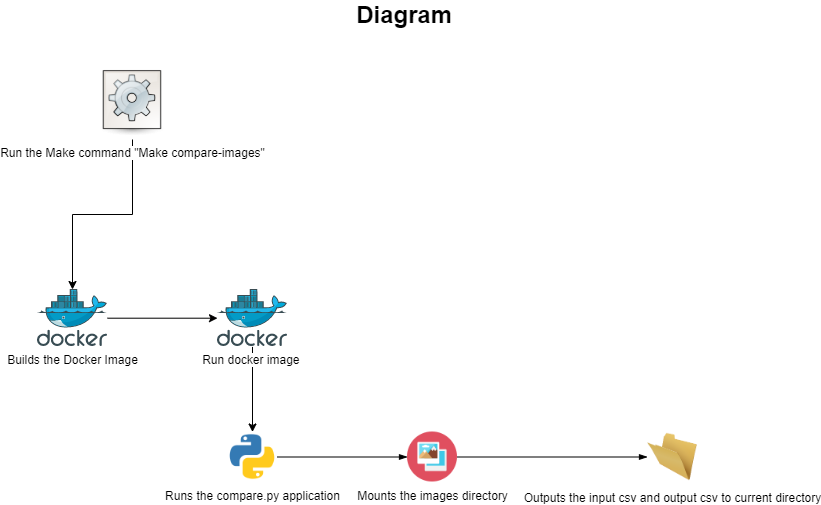 Diagram
Run the Make command "Make compare-images"
docker
docker
Builds the Docker Image
Run docker image
Runs the compare.py application
Mounts the images directory
Outputs the input csv and output csv to current directory